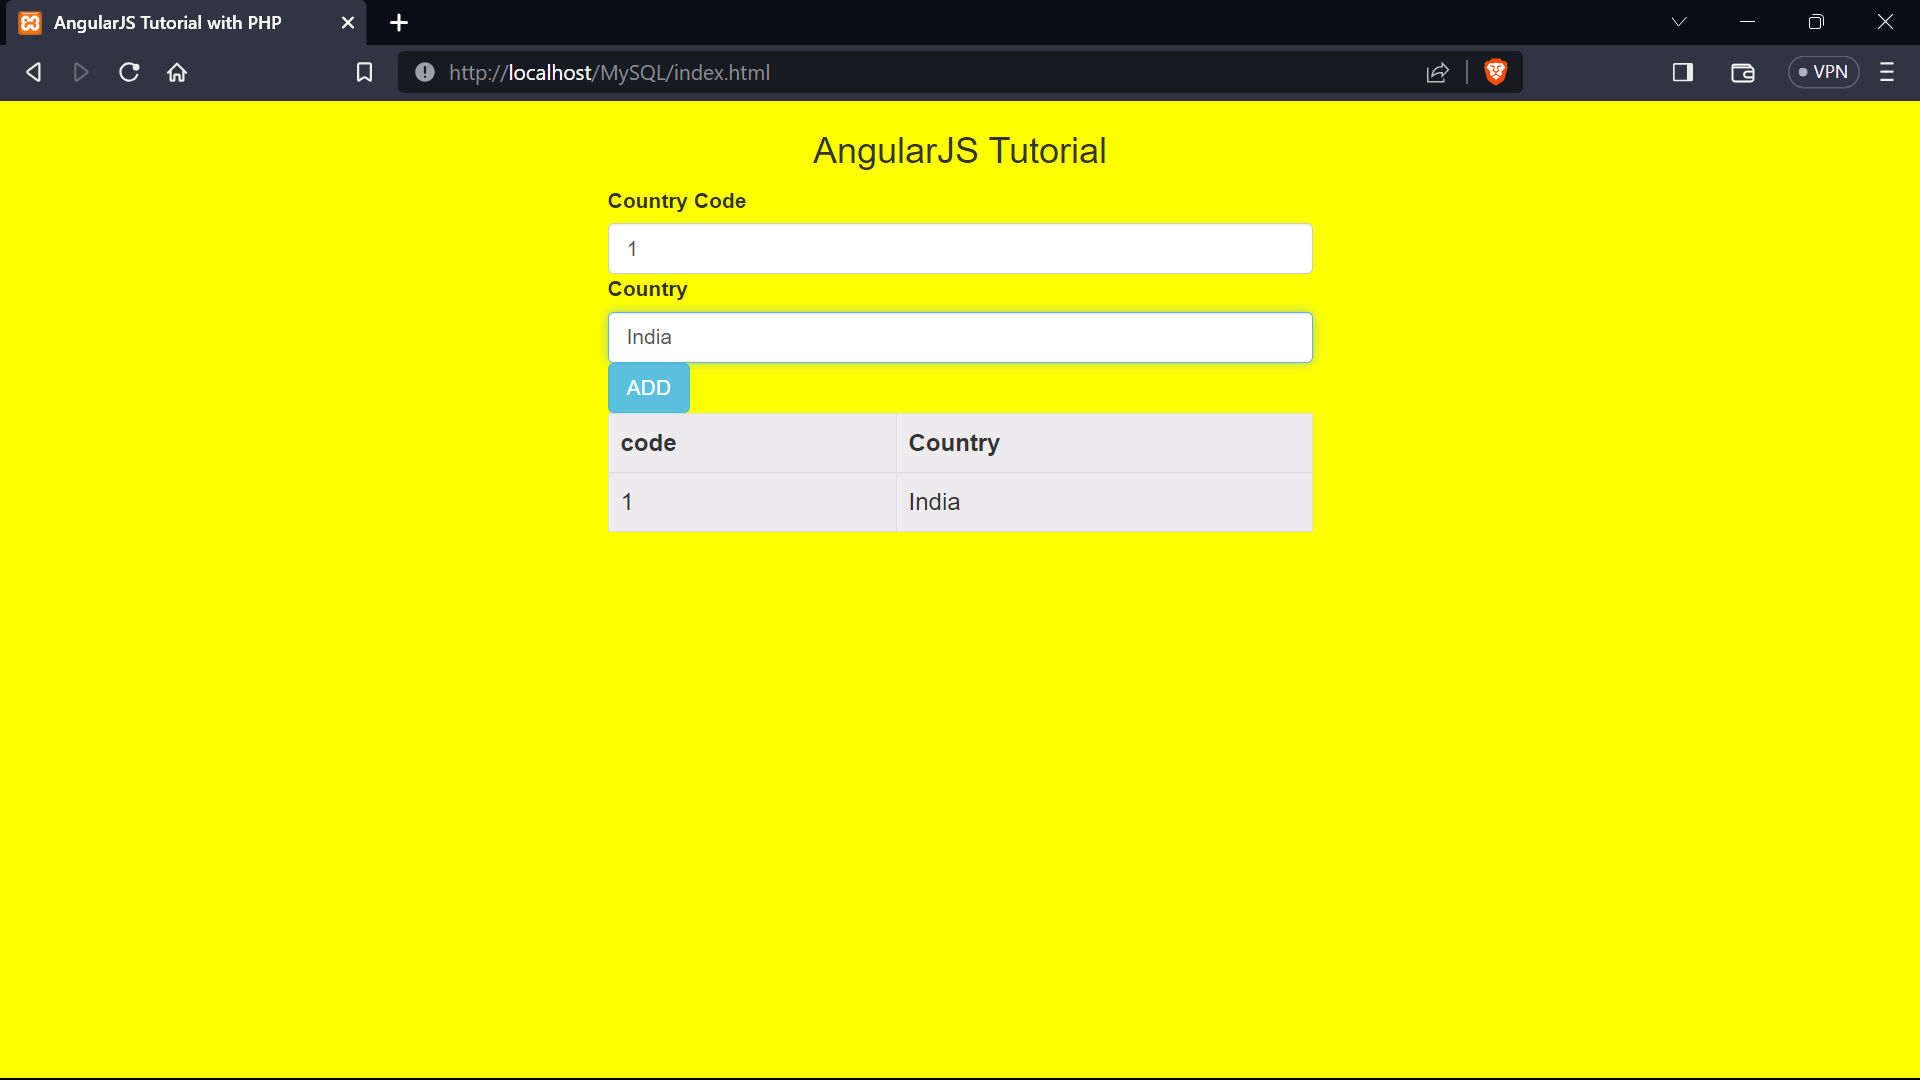 AngularJS Tutorial with PHP
http://localhost/MySQL/index.html
VPN
AngularJS Tutorial
Country Code
1
Country
India
ADD
code Country
1 India